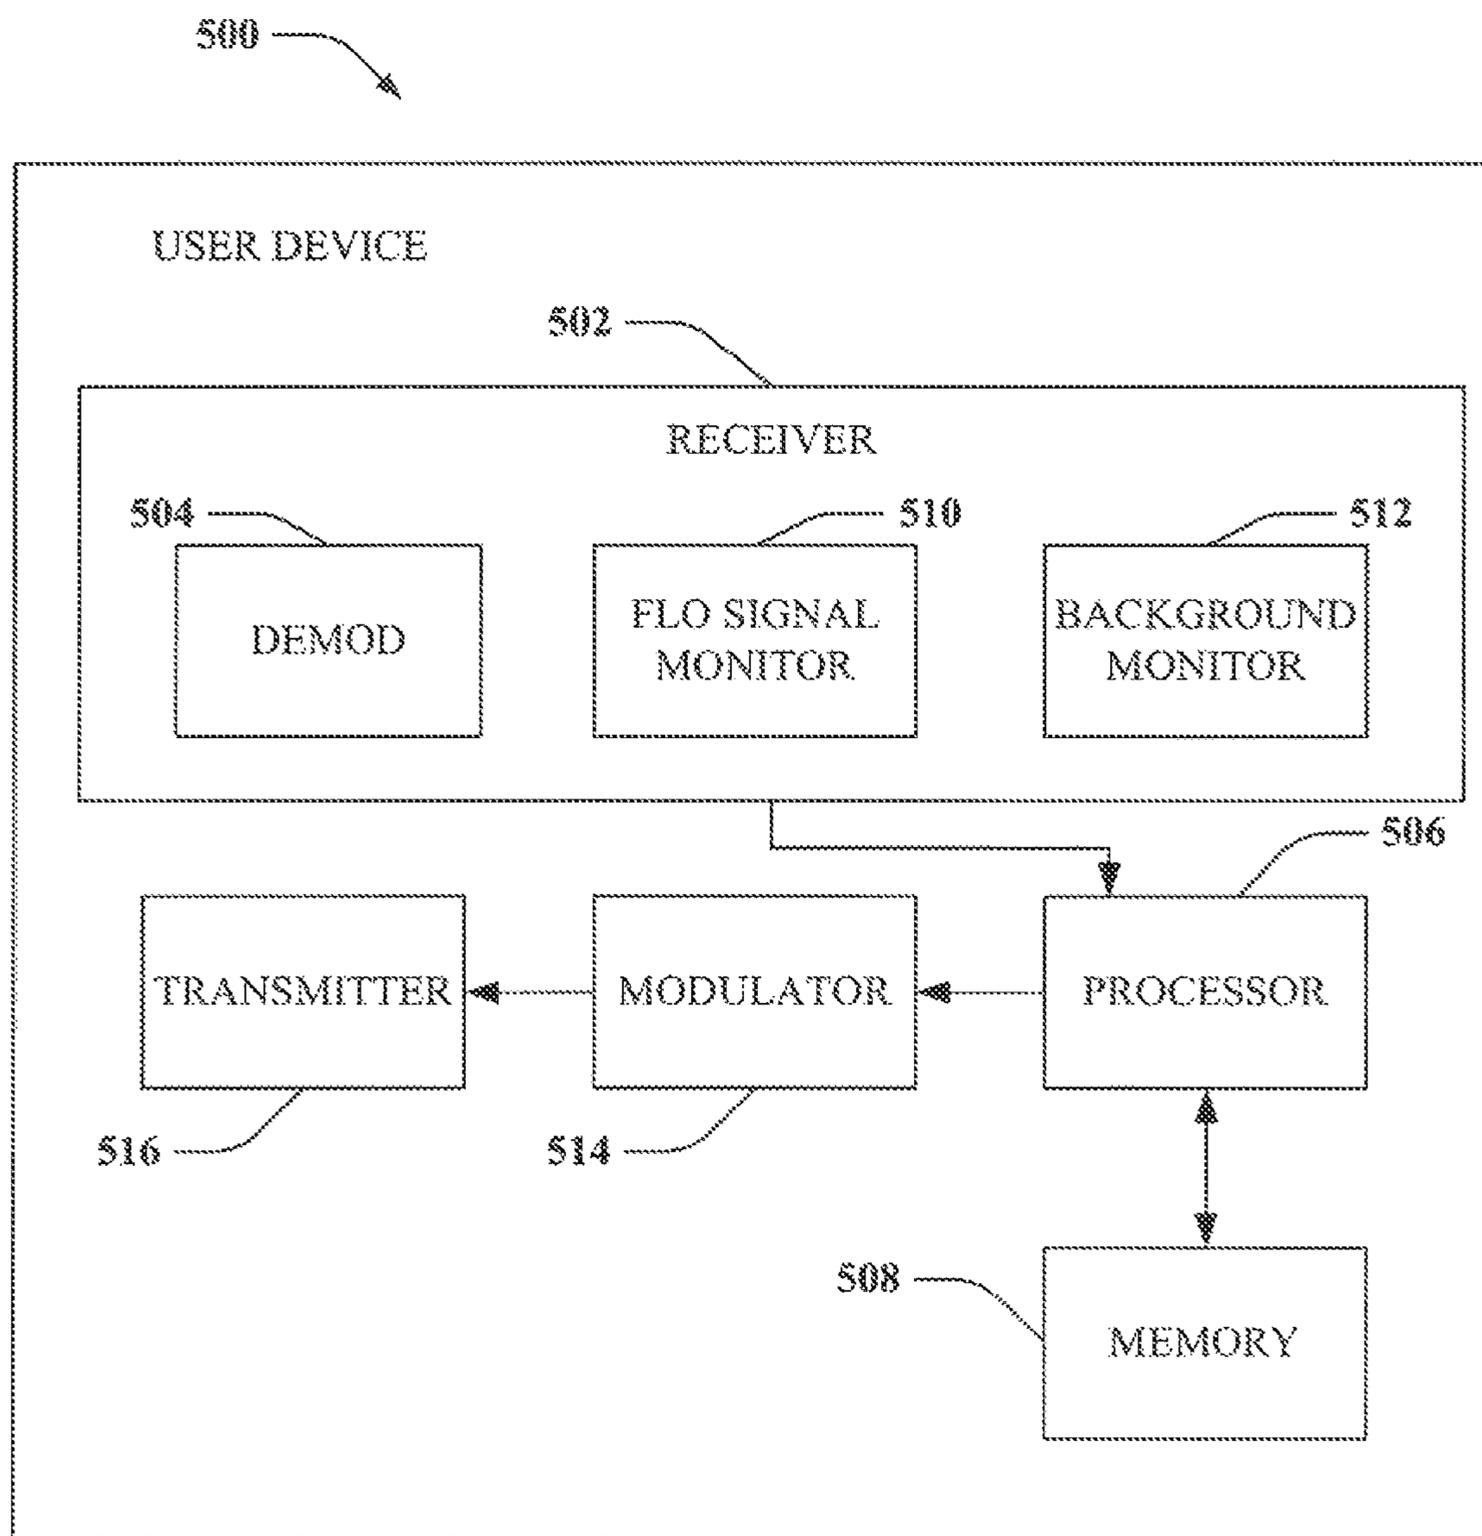 500
USER DEVICE
502
RECEIVER
504
510
512
DEMOD
FLO SIGNAL
MONITOR
BACKGROUND
MONITOR
506
TRANSMITTER
MODULATOR
PROCESSOR
516
514
508
MEMORY